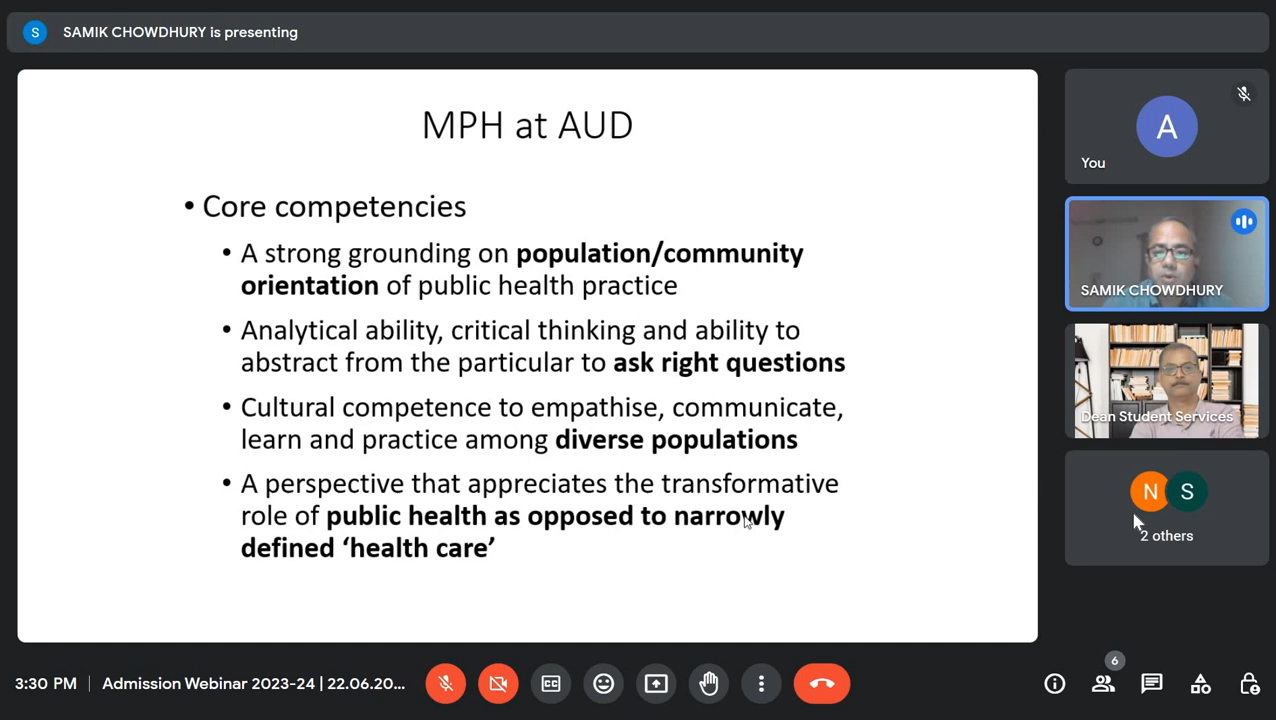 S
SAMIK CHOWDHURY is presenting
MPH at AUD
• Core competencies
• A strong grounding on population/community
orientation of public health practice
• Analytical ability, critical thinking and ability to
abstract from the particular to ask right questions
• Cultural competence to empathise, communicate,
learn and practice among diverse populations
• A perspective that appreciates the transformative
role of public health as opposed to narrowly
defined ‘health care’
A
You
SAMIK CHOWDHURY
Dean Student Services
N
S
2 others
3:30 PM
Admission Webinar 2023-24 | 22.06.20...
CC
6